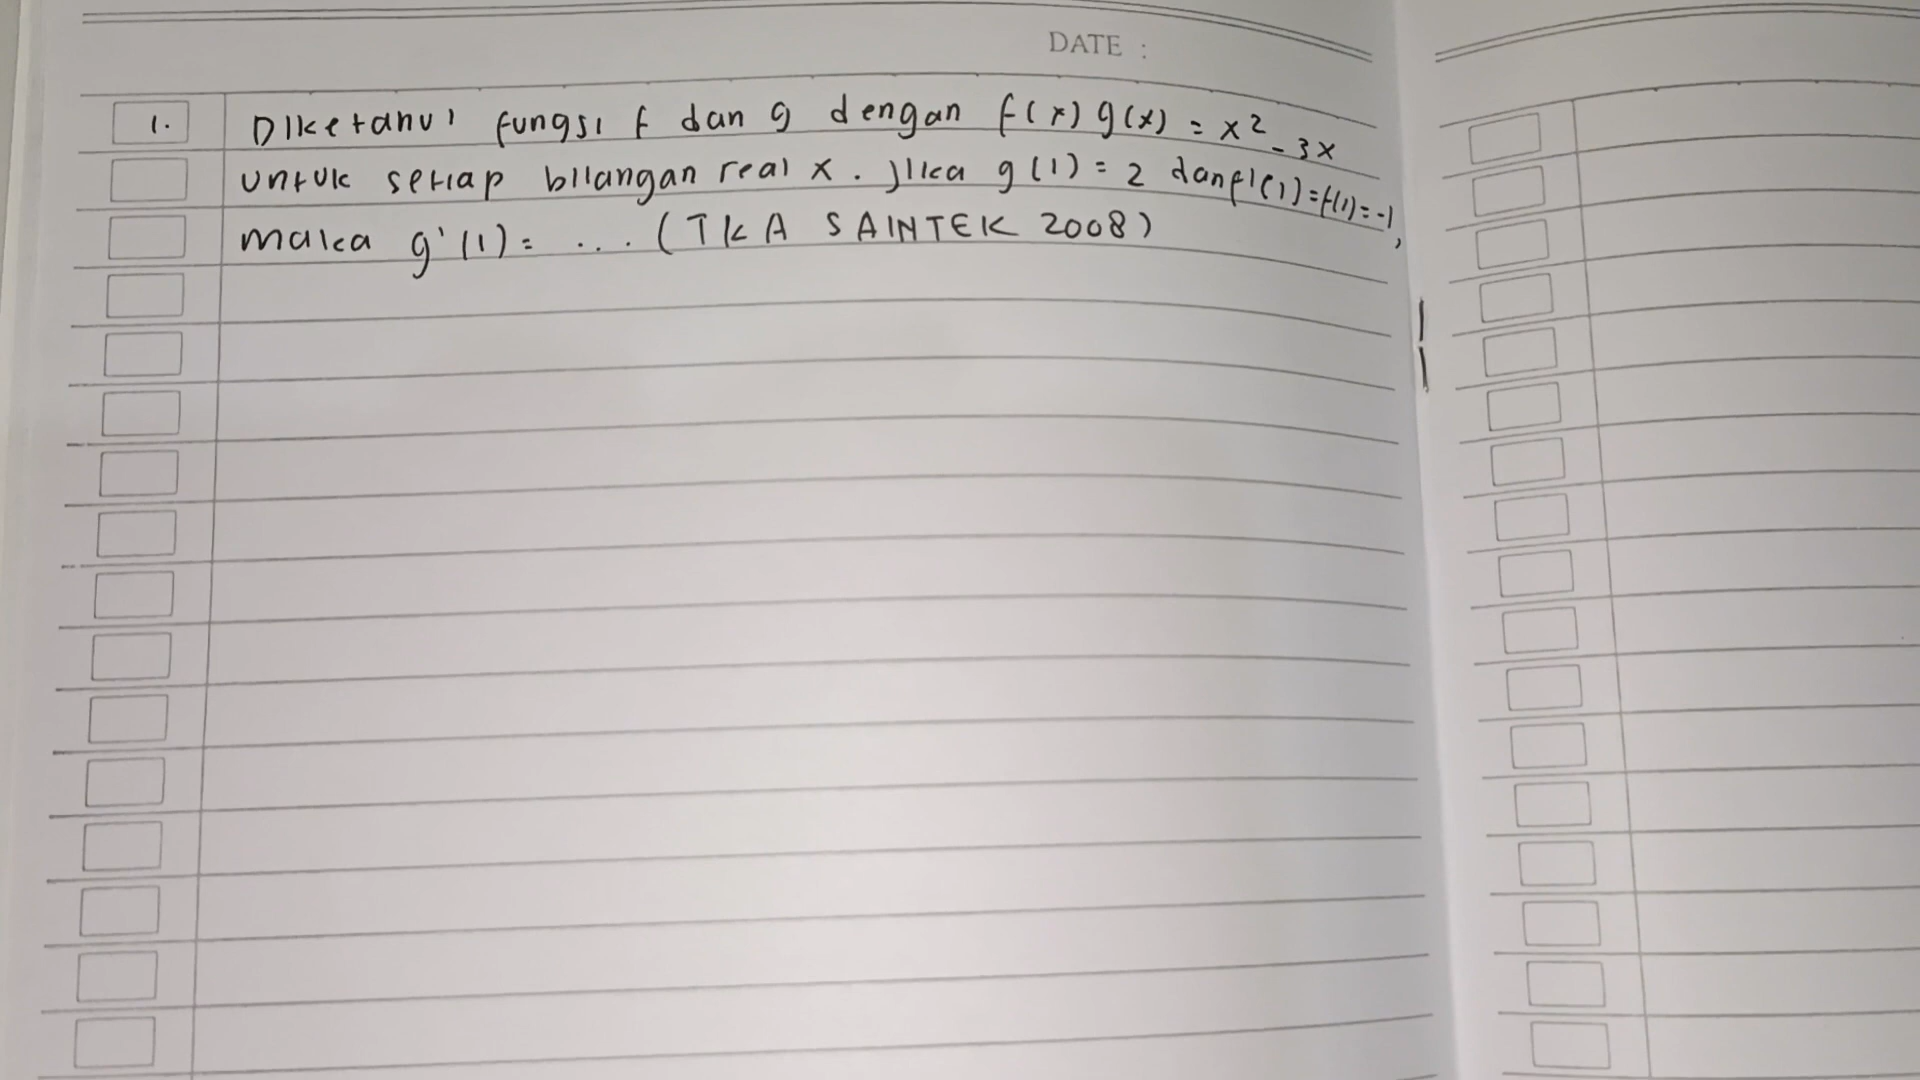 DATE :
1. Diketahui fungsi f dan g dengan f(x) g(x) = x² - 3x
untuk setiap bilangan real x. Jika g(1) = 2 dan f'(1) = f(1) = -1,
maka g'(1) = ... (TKA SAINTEK 2008)